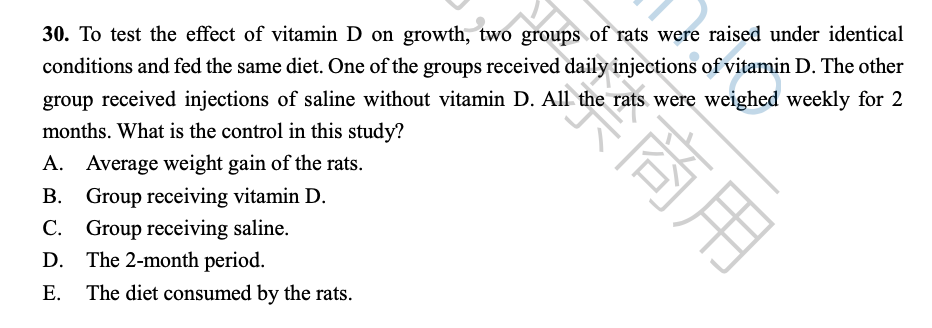 30. To test the effect of vitamin D on growth, two groups of rats were raised under identical
conditions and fed the same diet. One of the groups received daily injections of vitamin D. The other
group received injections of saline without vitamin D. All the rats were weighed weekly for 2
months. What is the control in this study?
A. Average weight gain of the rats.
B. Group receiving vitamin D.
C. Group receiving saline.
D. The 2-month period.
E. The diet consumed by the rats.
禁商用